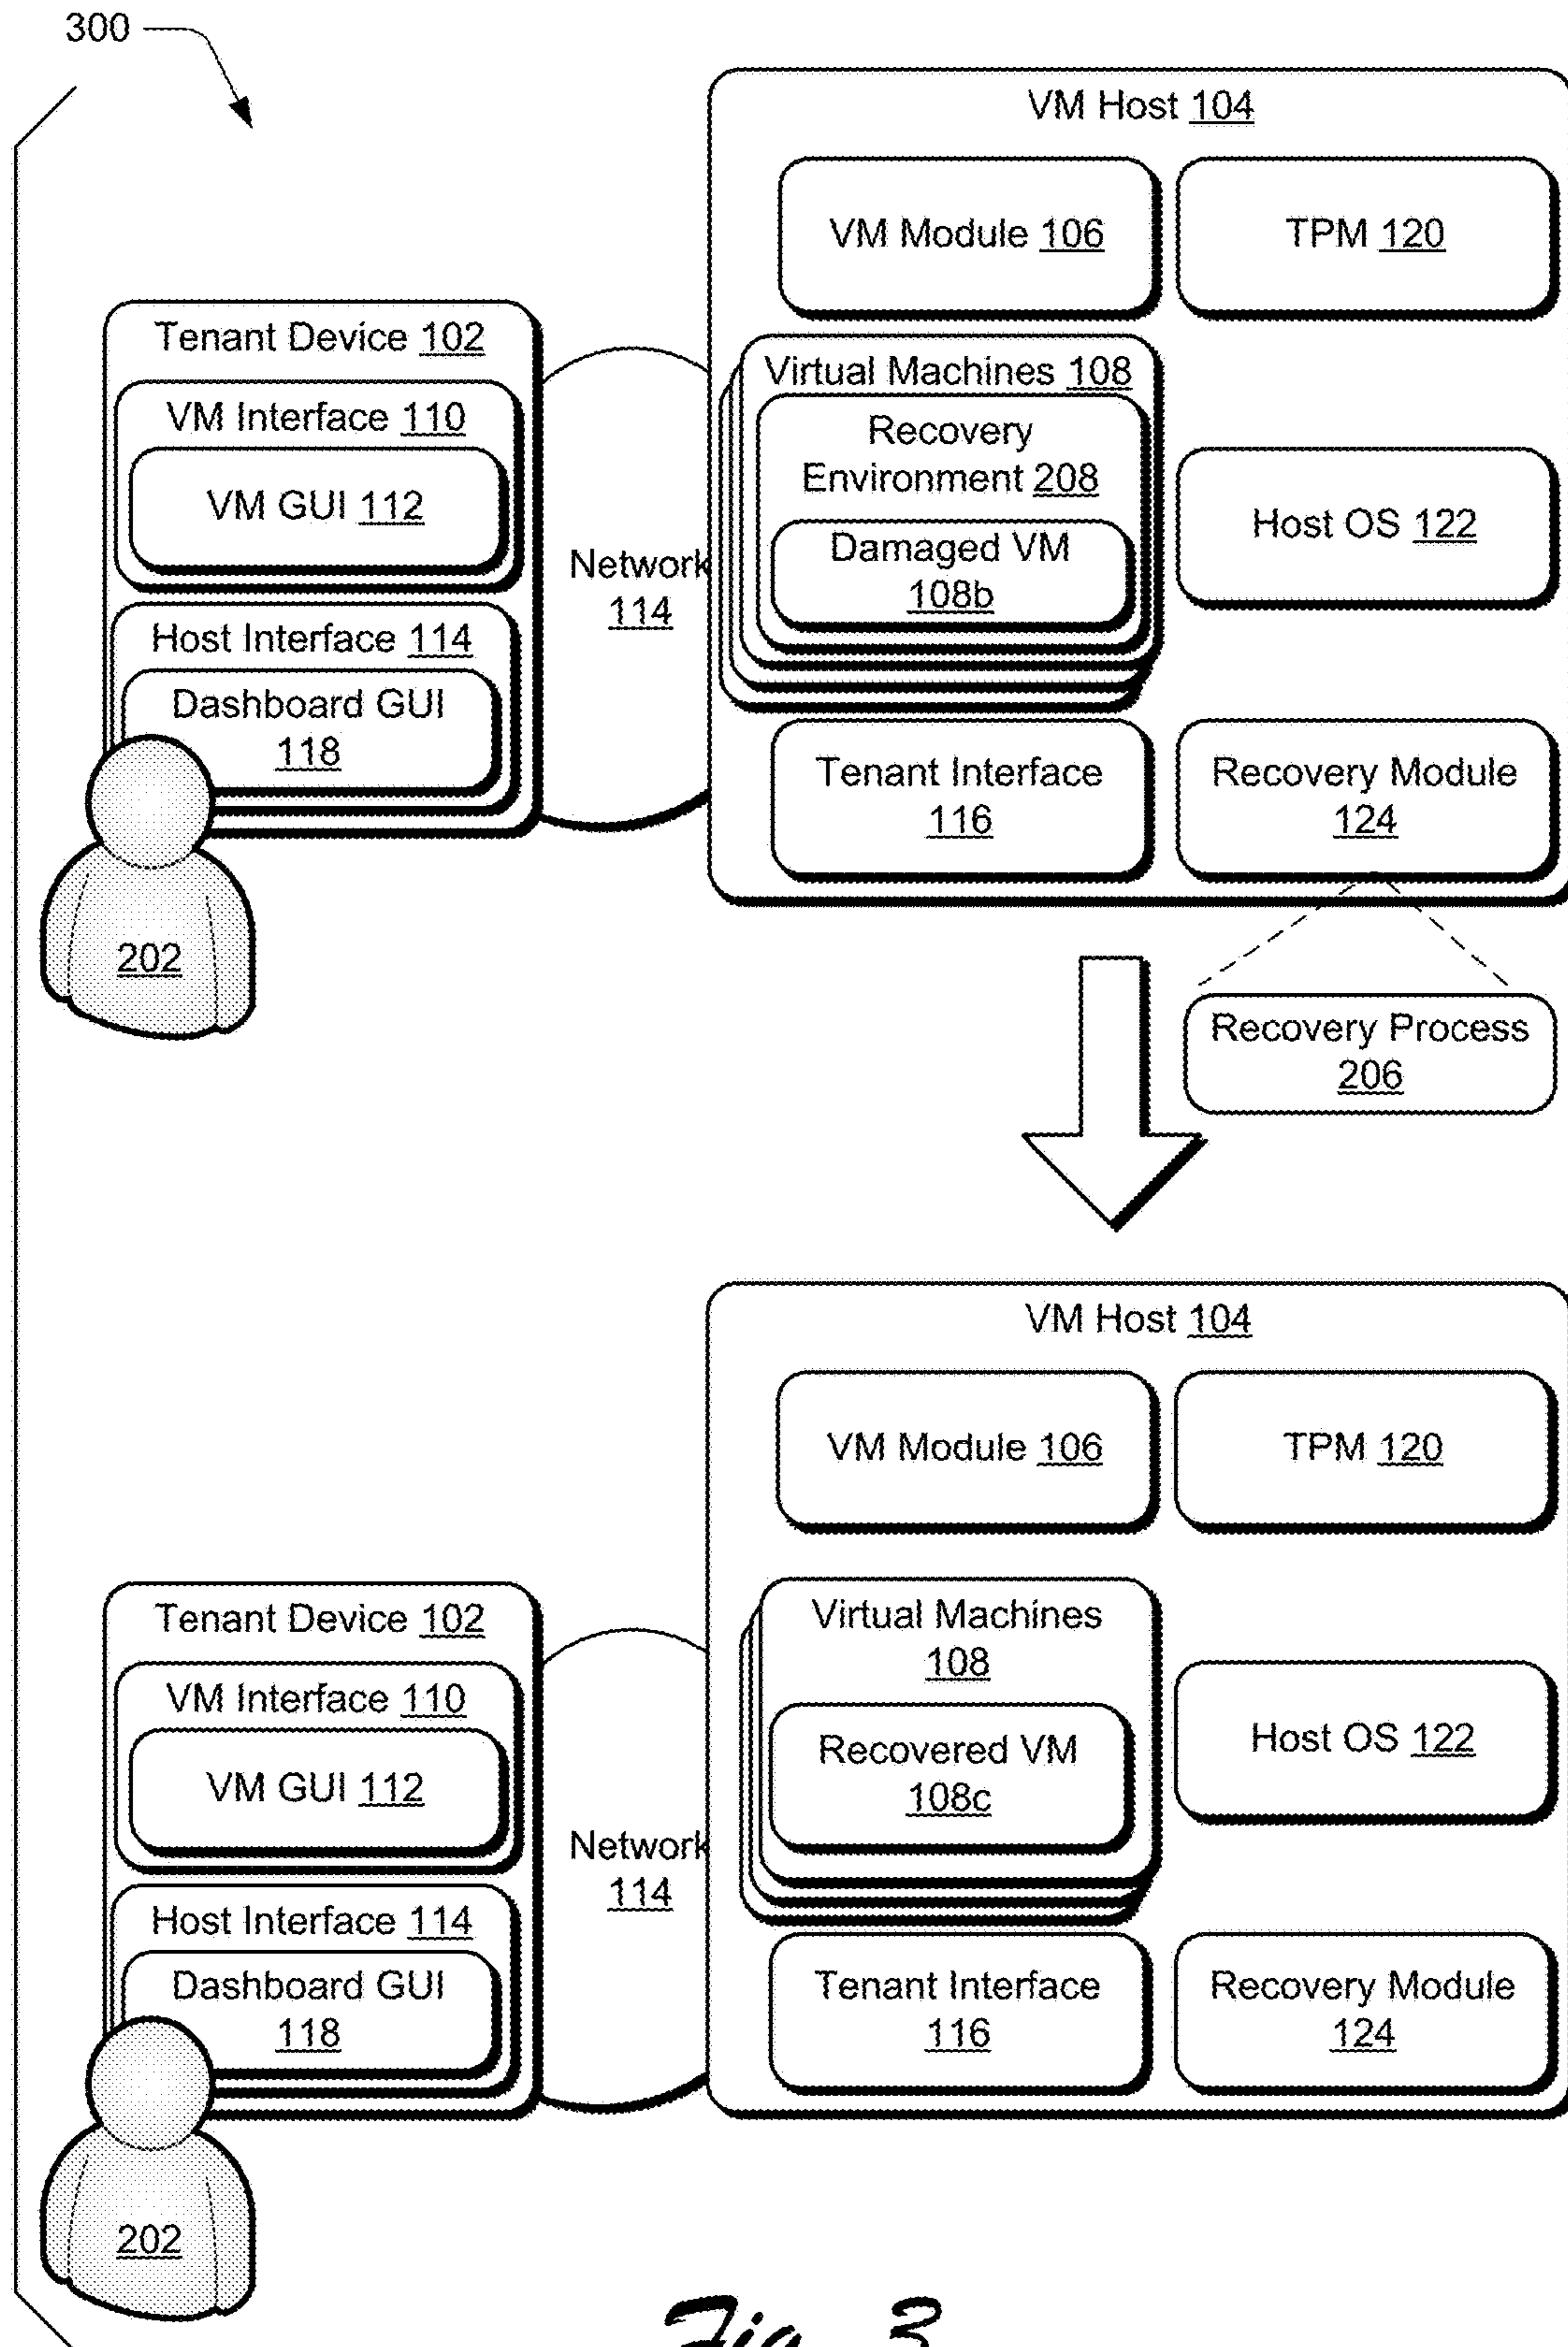 300
VM Host 104
VM Module 106
TPM 120
Tenant Device 102
VM Interface 110
VM GUI 112
Host Interface 114
Dashboard GUI
118
202
Network
114
Virtual Machines 108
Recovery
Environment 208
Damaged VM
108b
Host OS 122
Tenant Interface
116
Recovery Module
124
Recovery Process
206
VM Host 104
VM Module 106
TPM 120
Tenant Device 102
VM Interface 110
VM GUI 112
Host Interface 114
Dashboard GUI
118
202
Network
114
Virtual Machines
108
Recovered VM
108c
Host OS 122
Tenant Interface
116
Recovery Module
124
Fig. 3